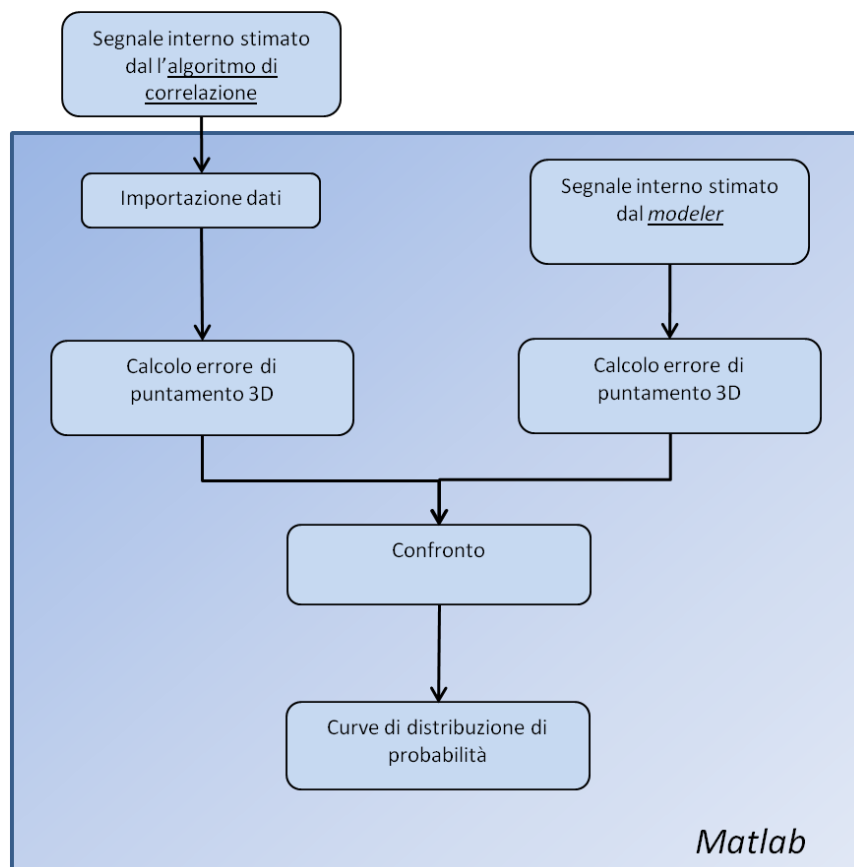 Segnale interno stimato
dal l'algoritmo di
correlazione
Importazione dati
Segnale interno stimato
dal modeler
Calcolo errore di
puntamento 3D
Calcolo errore di
puntamento 3D
Confronto
Curve di distribuzione di
probabilità
Matlab